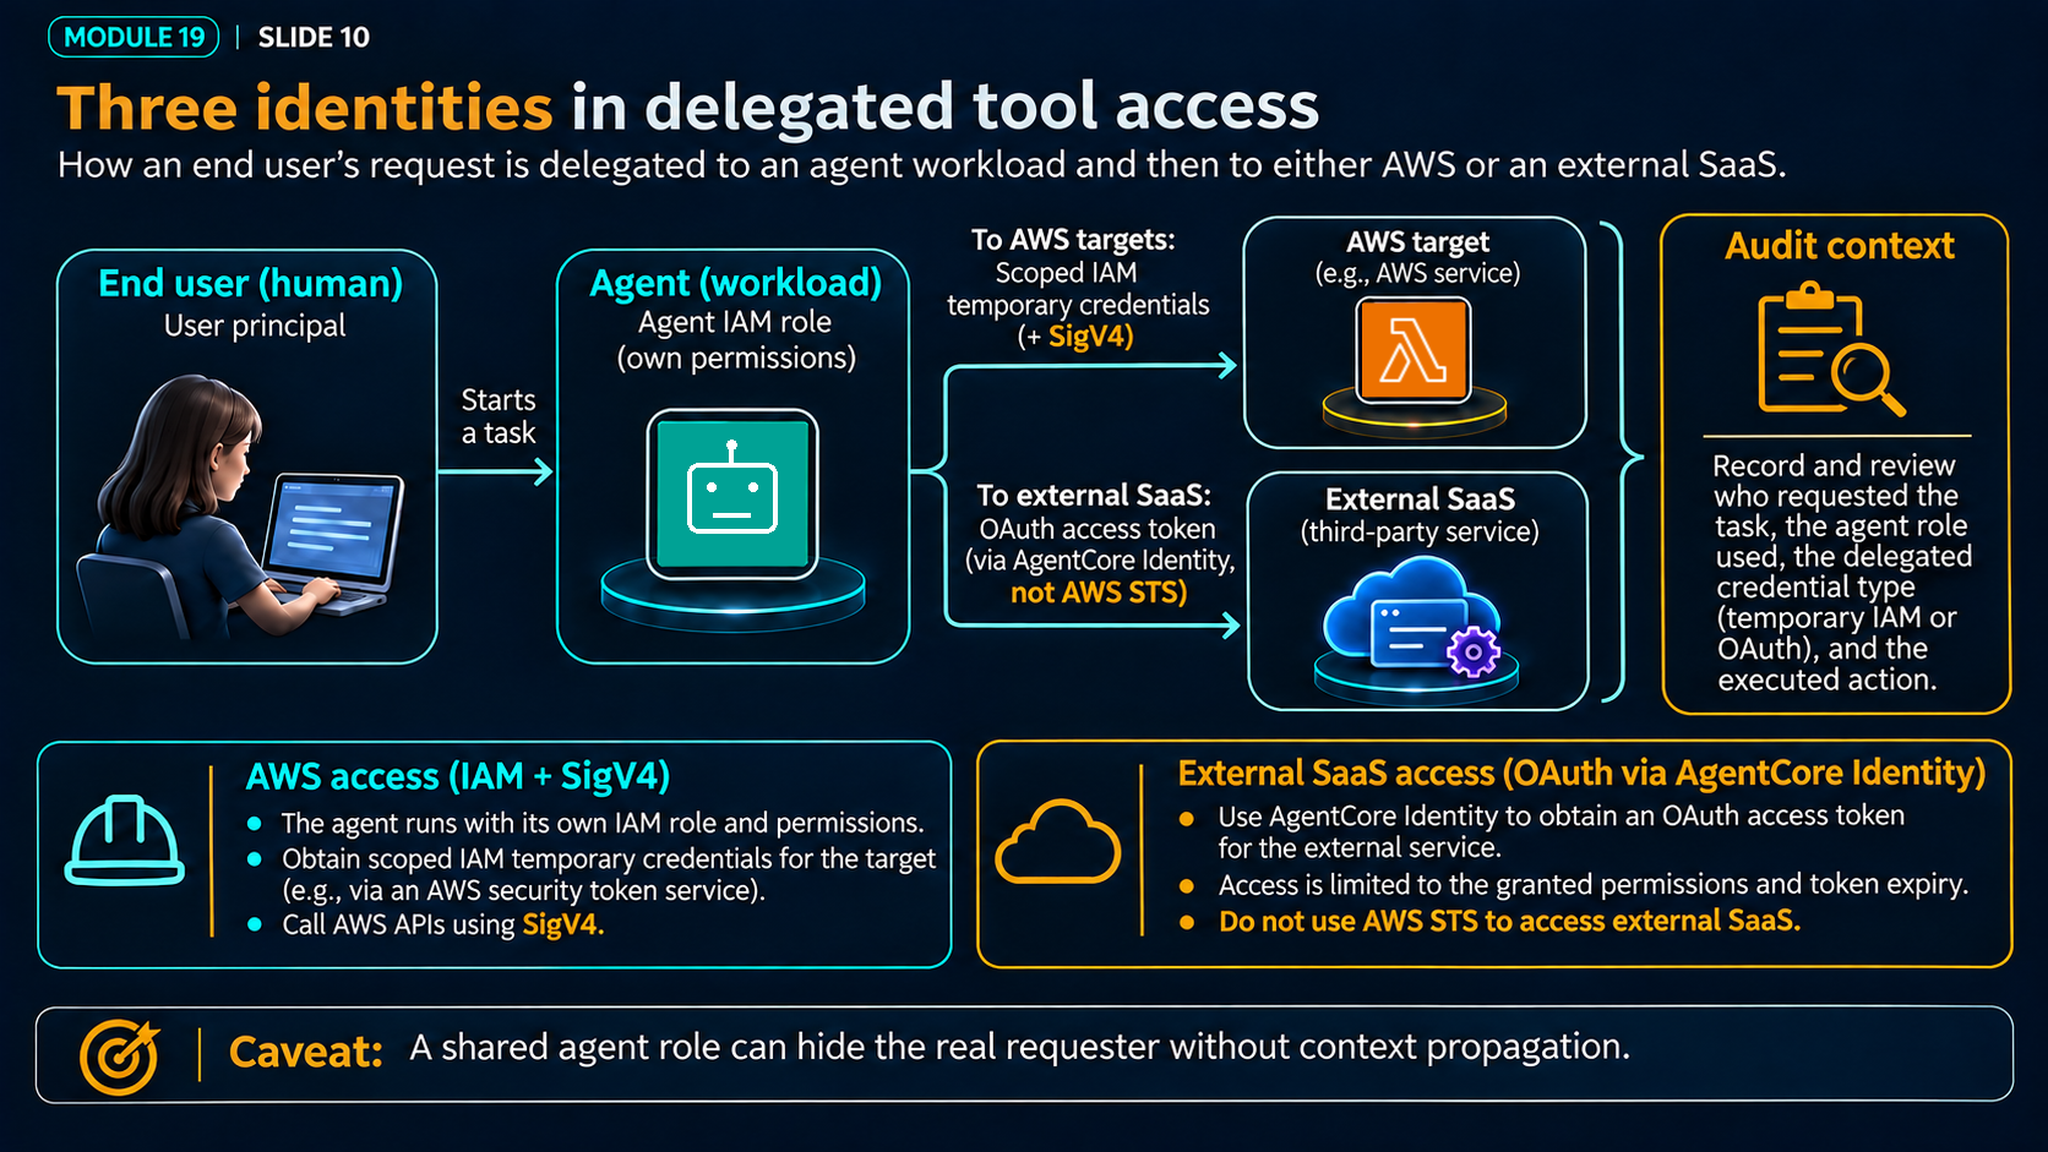 MODULE 19 | SLIDE 10
Three identities in delegated tool access
How an end user's request is delegated to an agent workload and then to either AWS or an external SaaS.
End user (human)
User principal
Starts
a task
Agent (workload)
Agent IAM role
(own permissions)
To AWS targets:
Scoped IAM
temporary credentials
(+ SigV4)
AWS target
(e.g., AWS service)
To external SaaS:
OAuth access token
(via AgentCore Identity,
not AWS STS)
External SaaS
(third-party service)
Audit context
Record and review
who requested the
task, the agent role
used, the delegated
credential type
(temporary IAM or
OAuth), and the
executed action.
AWS access (IAM + SigV4)
• The agent runs with its own IAM role and permissions.
• Obtain scoped IAM temporary credentials for the target
(e.g., via an AWS security token service).
• Call AWS APIs using SigV4.
External SaaS access (OAuth via AgentCore Identity)
• Use AgentCore Identity to obtain an OAuth access token
for the external service.
• Access is limited to the granted permissions and token expiry.
• Do not use AWS STS to access external SaaS.
Caveat: A shared agent role can hide the real requester without context propagation.